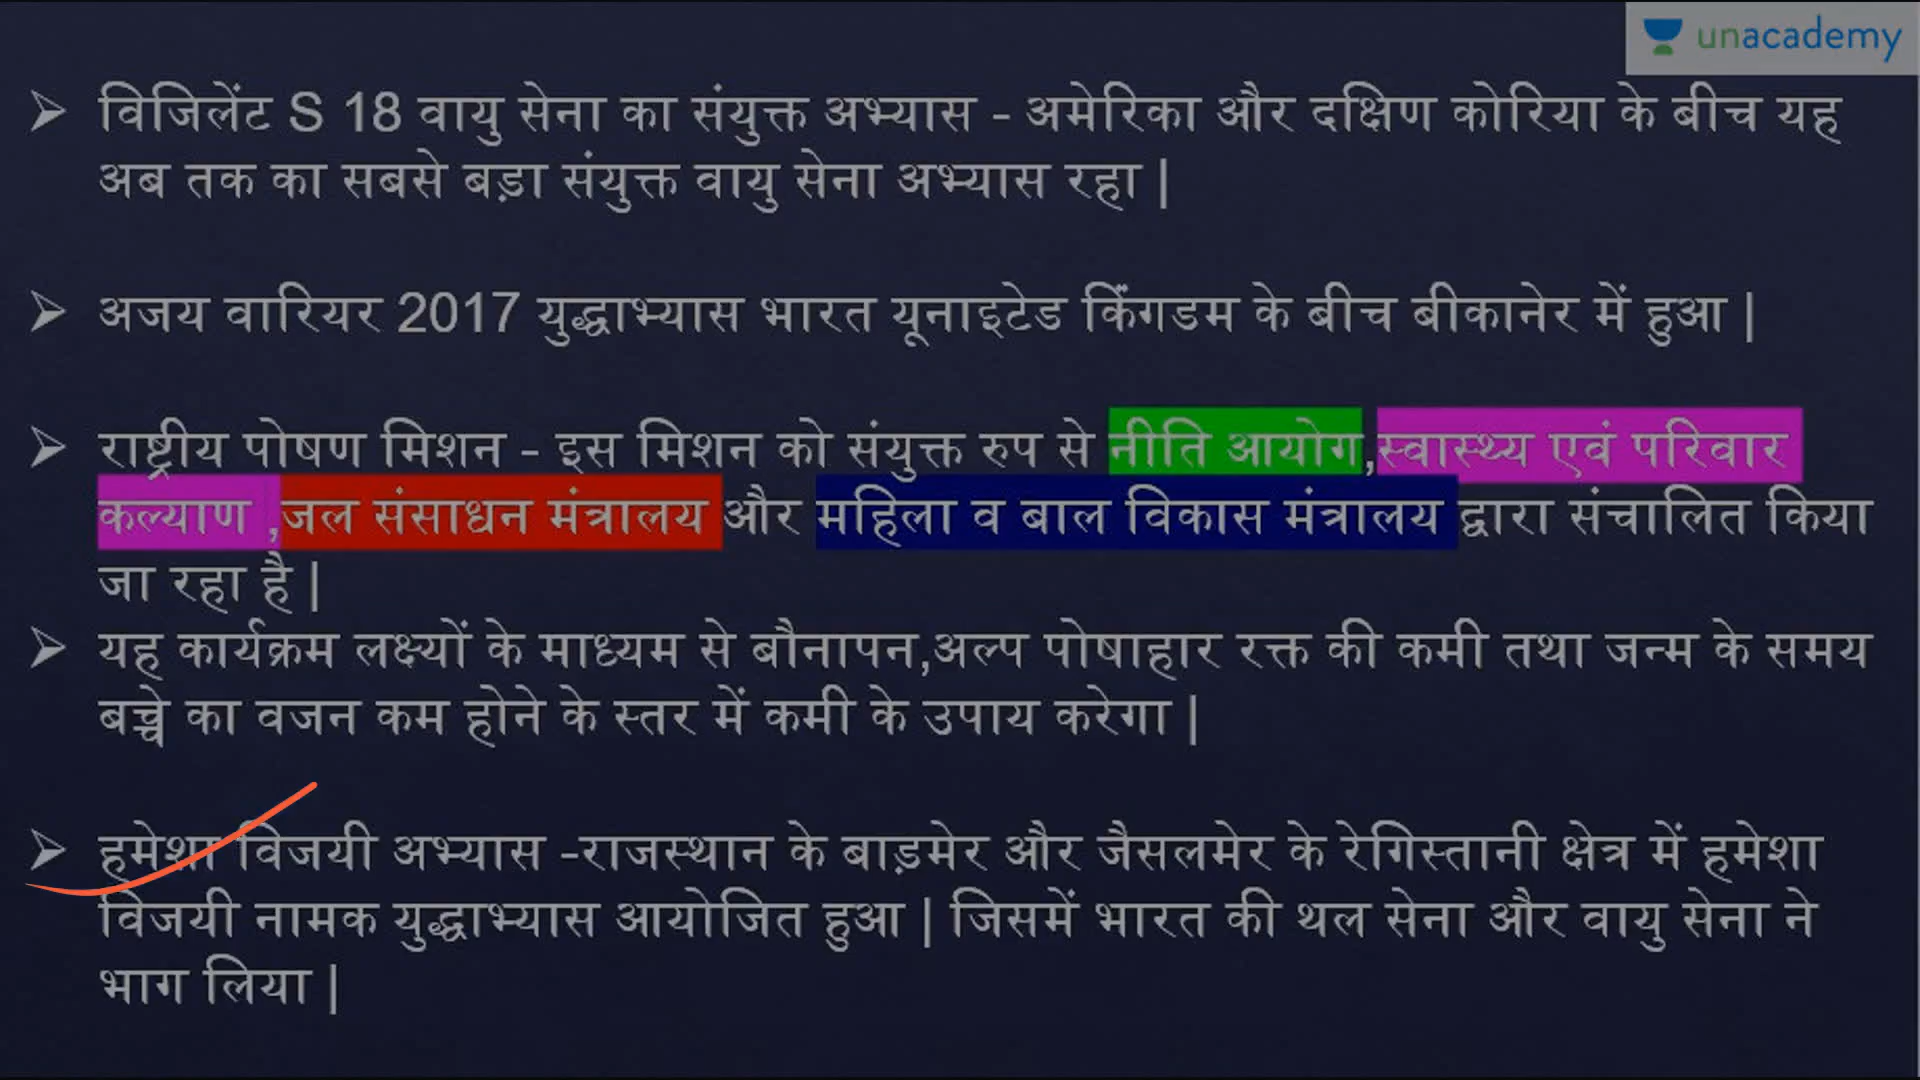 unacademy
विजिलेंट S 18 वायु सेना का संयुक्त अभ्यास - अमेरिका और दक्षिण कोरिया के बीच यह
अब तक का सबसे बड़ा संयुक्त वायु सेना अभ्यास रहा |
अजय वारियर 2017 युद्धाभ्यास भारत यूनाइटेड किंगडम के बीच बीकानेर में हुआ |
राष्ट्रीय पोषण मिशन - इस मिशन को संयुक्त रुप से नीति आयोग,स्वास्थ्य एवं परिवार
कल्याण ,जल संसाधन मंत्रालय और महिला व बाल विकास मंत्रालय द्वारा संचालित किया
जा रहा है |
यह कार्यक्रम लक्ष्यों के माध्यम से बौनापन,अल्प पोषाहार रक्त की कमी तथा जन्म के समय
बच्चे का वजन कम होने के स्तर में कमी के उपाय करेगा |
हमेशा विजयी अभ्यास -राजस्थान के बाड़मेर और जैसलमेर के रेगिस्तानी क्षेत्र में हमेशा
विजयी नामक युद्धाभ्यास आयोजित हुआ | जिसमें भारत की थल सेना और वायु सेना ने
भाग लिया |